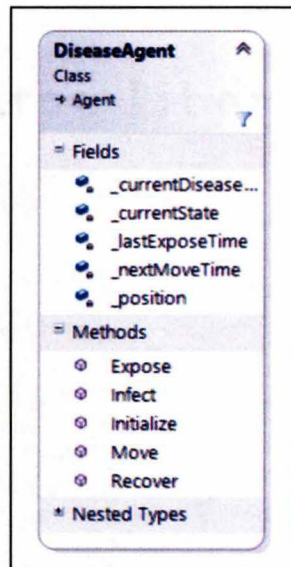 DiseaseAgent
Class
→ Agent
Fields
_currentDisease...
_currentState
_lastExposeTime
_nextMoveTime
_position
Methods
Expose
Infect
Initialize
Move
Recover
Nested Types